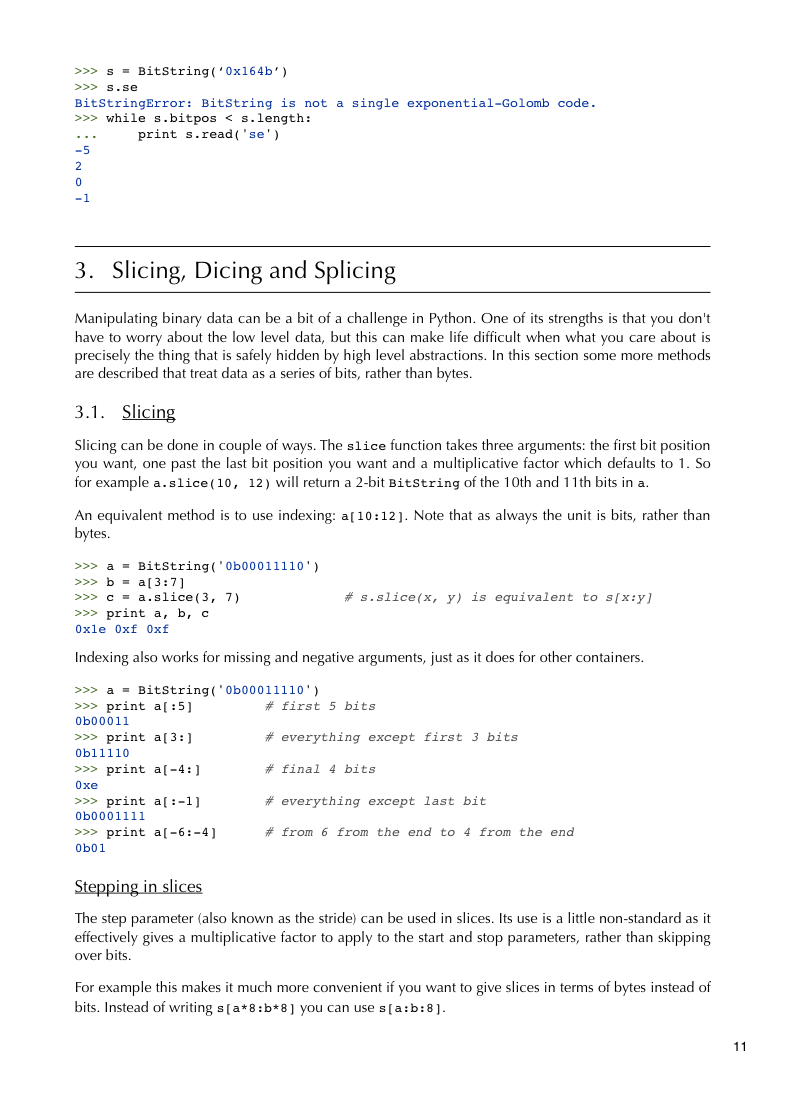 >>> s = BitString(‘0x164b’)
>>> s.se
BitStringError: BitString is not a single exponential-Golomb code.
>>> while s.bitpos < s.length:
...     print s.read('se')
-5
2
0
-1
3. Slicing, Dicing and Splicing
Manipulating binary data can be a bit of a challenge in Python. One of its strengths is that you don't
have to worry about the low level data, but this can make life difficult when what you care about is
precisely the thing that is safely hidden by high level abstractions. In this section some more methods
are described that treat data as a series of bits, rather than bytes.
3.1. Slicing
Slicing can be done in couple of ways. The slice function takes three arguments: the first bit position
you want, one past the last bit position you want and a multiplicative factor which defaults to 1. So
for example a.slice(10, 12) will return a 2-bit BitString of the 10th and 11th bits in a.
An equivalent method is to use indexing: a[10:12]. Note that as always the unit is bits, rather than
bytes.
>>> a = BitString('0b00011110')
>>> b = a[3:7]
>>> c = a.slice(3, 7)             # s.slice(x, y) is equivalent to s[x:y]
>>> print a, b, c
0x1e 0xf 0xf
Indexing also works for missing and negative arguments, just as it does for other containers.
>>> a = BitString('0b00011110')
>>> print a[:5]         # first 5 bits
0b00011
>>> print a[3:]         # everything except first 3 bits
0b11110
>>> print a[-4:]        # final 4 bits
0xe
>>> print a[:-1]        # everything except last bit
0b0001111
>>> print a[-6:-4]      # from 6 from the end to 4 from the end
0b01
Stepping in slices
The step parameter (also known as the stride) can be used in slices. Its use is a little non-standard as it
effectively gives a multiplicative factor to apply to the start and stop parameters, rather than skipping
over bits.
For example this makes it much more convenient if you want to give slices in terms of bytes instead of
bits. Instead of writing s[a*8:b*8] you can use s[a:b:8].
11